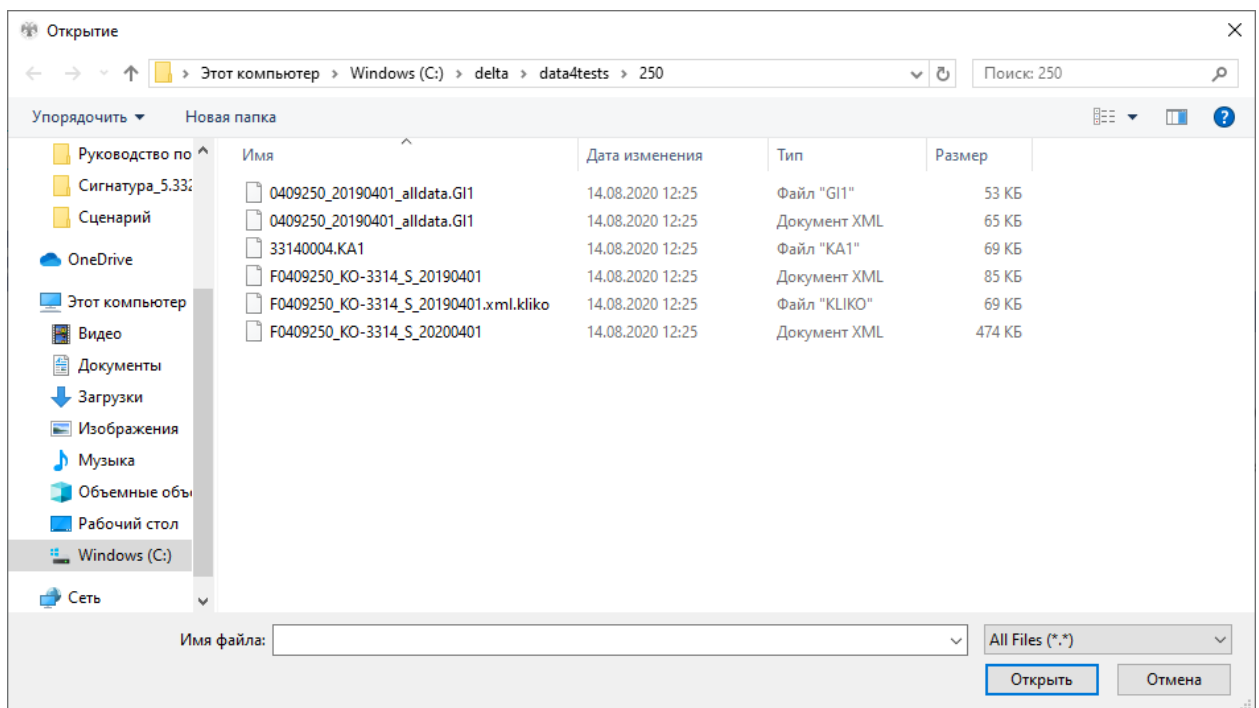 Открытие
Этот компьютер > Windows (C:) > delta > data4tests > 250
Поиск: 250
Упорядочить
Новая папка
Руководство по
Сигнатура_5.332
Сценарий
OneDrive
Этот компьютер
Видео
Документы
Загрузки
Изображения
Музыка
Объемные объ
Рабочий стол
Windows (C:)
Сеть
Имя Дата изменения Тип Размер
0409250_20190401_alldata.GI1 14.08.2020 12:25 Файл "GI1" 53 КБ
0409250_20190401_alldata.GI1 14.08.2020 12:25 Документ XML 65 КБ
33140004.KA1 14.08.2020 12:25 Файл "KA1" 69 КБ
F0409250_KO-3314_S_20190401 14.08.2020 12:25 Документ XML 85 КБ
F0409250_KO-3314_S_20190401.xml.kliko 14.08.2020 12:25 Файл "KLIKO" 69 КБ
F0409250_KO-3314_S_20200401 14.08.2020 12:25 Документ XML 474 КБ
Имя файла:
All Files (*.*)
Открыть Отмена